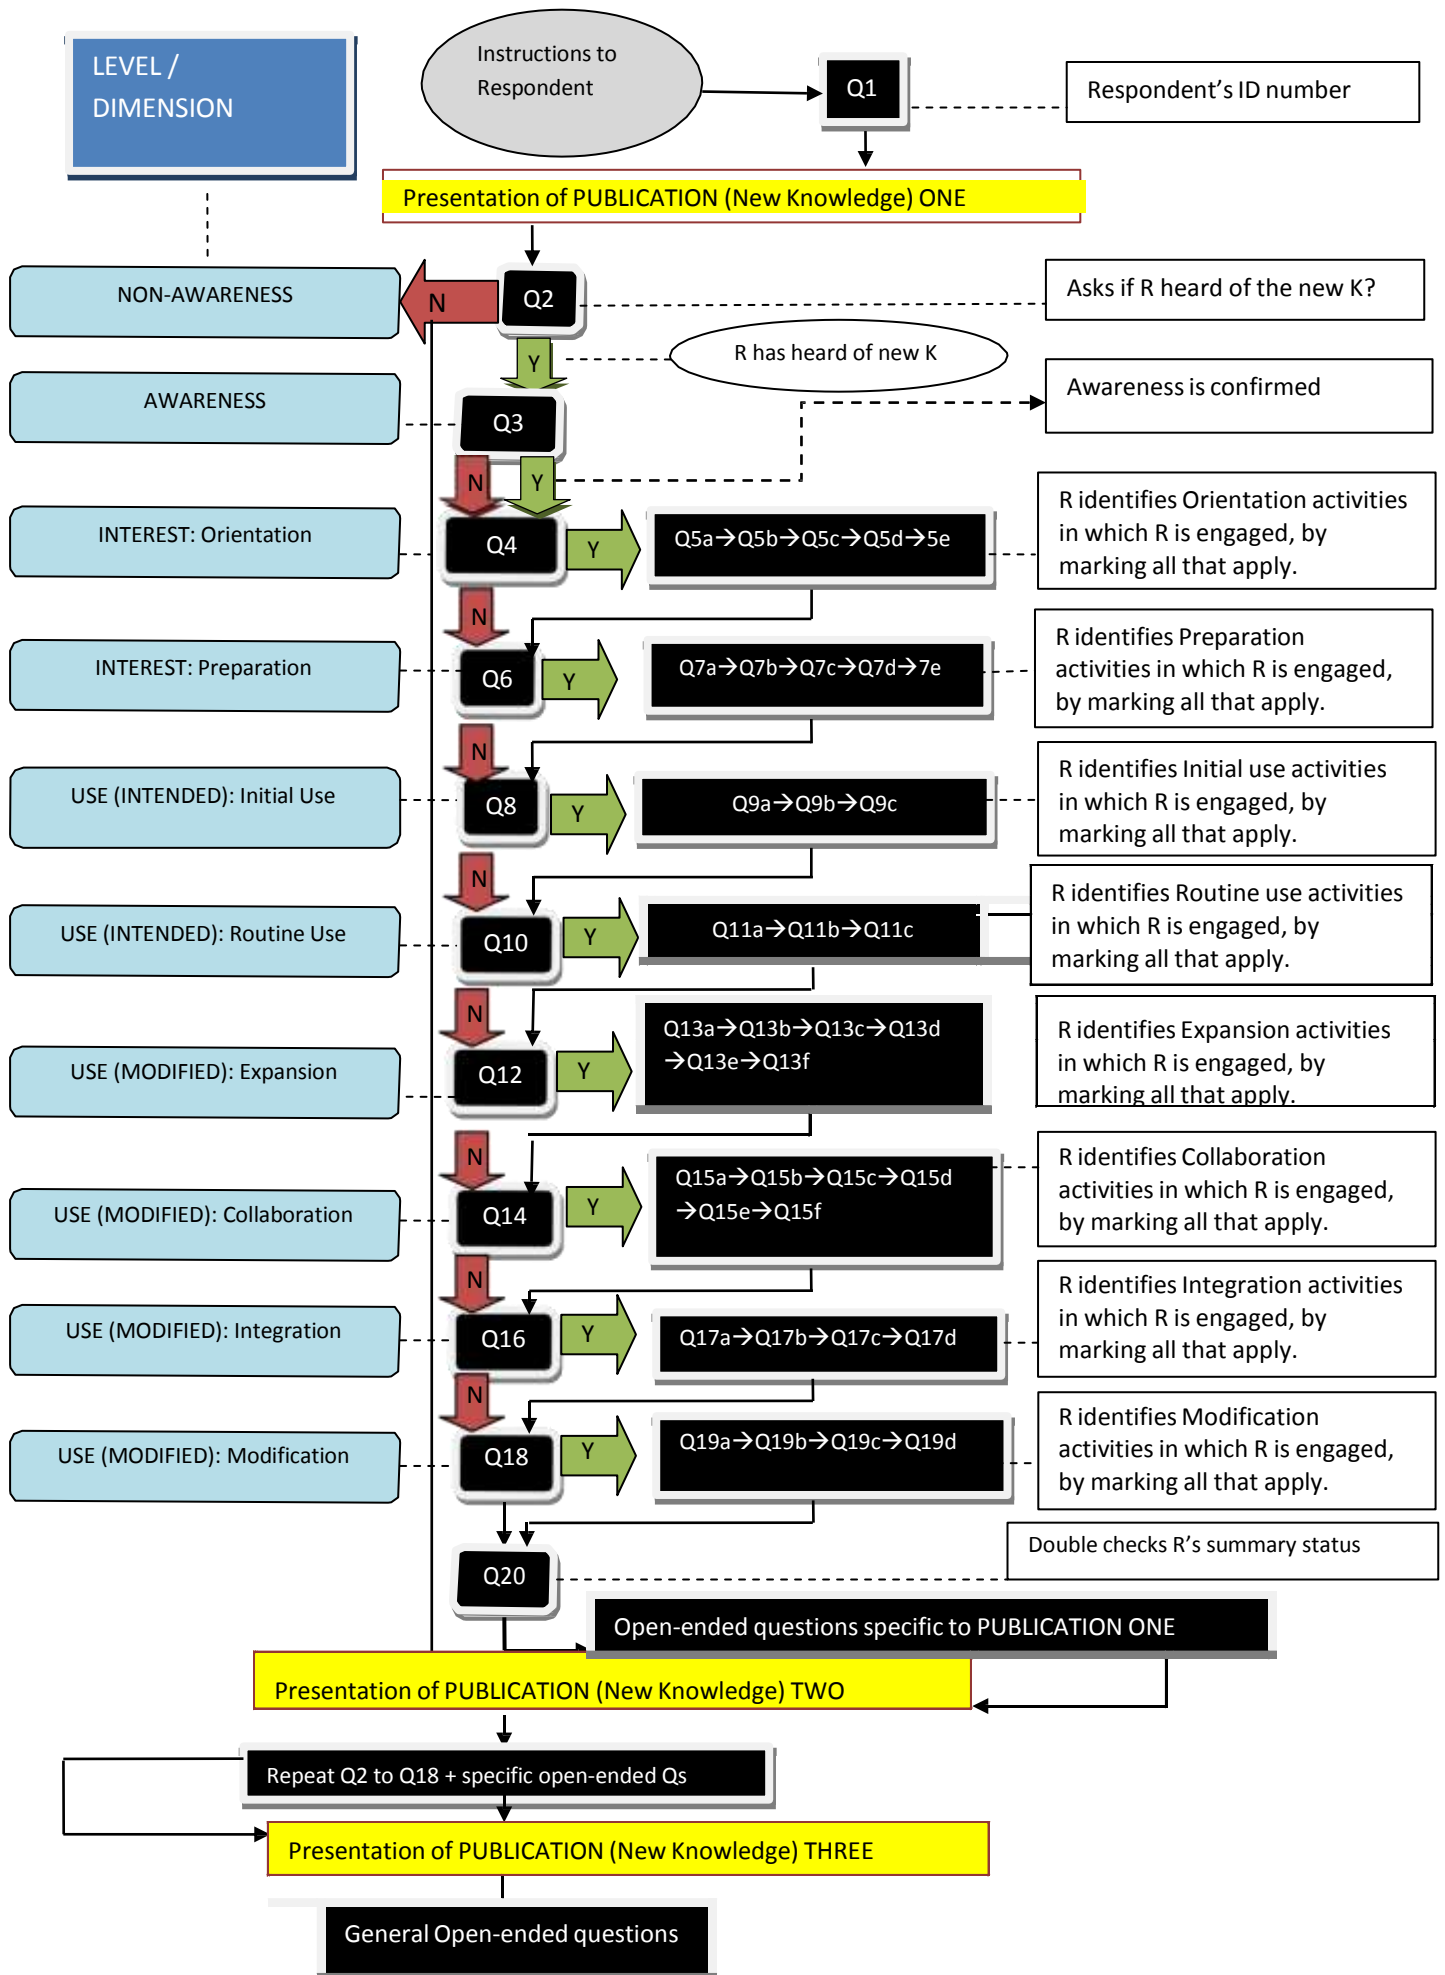 LEVEL /
DIMENSION
Instructions to
Respondent
Q1
Respondent’s ID number
Presentation of PUBLICATION (New Knowledge) ONE
NON-AWARENESS
N
Q2
Asks if R heard of the new K?
Y
R has heard of new K
AWARENESS
Q3
Awareness is confirmed
N
Y
INTEREST: Orientation
Q4
Y
Q5a→Q5b→Q5c→Q5d→5e
R identifies Orientation activities
in which R is engaged, by
marking all that apply.
N
INTEREST: Preparation
Q6
Y
Q7a→Q7b→Q7c→Q7d→7e
R identifies Preparation
activities in which R is engaged,
by marking all that apply.
N
USE (INTENDED): Initial Use
Q8
Y
Q9a→Q9b→Q9c
R identifies Initial use activities
in which R is engaged, by
marking all that apply.
N
USE (INTENDED): Routine Use
Q10
Y
Q11a→Q11b→Q11c
R identifies Routine use activities
in which R is engaged, by
marking all that apply.
N
USE (MODIFIED): Expansion
Q12
Y
Q13a→Q13b→Q13c→Q13d
→Q13e→Q13f
R identifies Expansion activities
in which R is engaged, by
marking all that apply.
N
USE (MODIFIED): Collaboration
Q14
Y
Q15a→Q15b→Q15c→Q15d
→Q15e→Q15f
R identifies Collaboration
activities in which R is engaged,
by marking all that apply.
N
USE (MODIFIED): Integration
Q16
Y
Q17a→Q17b→Q17c→Q17d
R identifies Integration activities
in which R is engaged, by
marking all that apply.
N
USE (MODIFIED): Modification
Q18
Y
Q19a→Q19b→Q19c→Q19d
R identifies Modification
activities in which R is engaged,
by marking all that apply.
Q20
Double checks R’s summary status
Open-ended questions specific to PUBLICATION ONE
Presentation of PUBLICATION (New Knowledge) TWO
Repeat Q2 to Q18 + specific open-ended Qs
Presentation of PUBLICATION (New Knowledge) THREE
General Open-ended questions